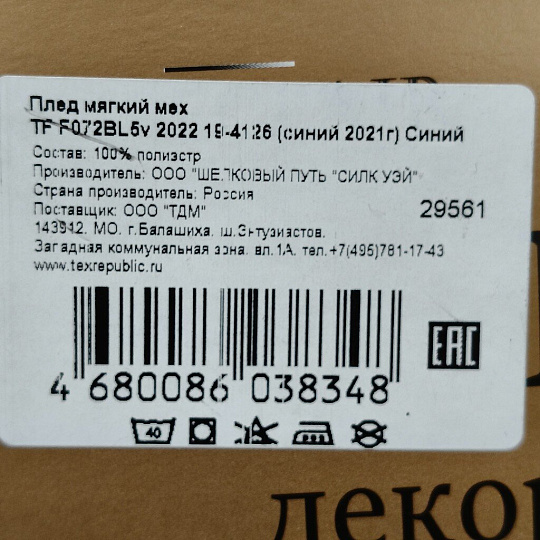 Плед мягкий мех
TF F072BL5v 2022 19-4126 (синий 2021г) Синий
Состав: 100% полиэстр
Производитель: ООО "ШЕЛКОВЫЙ ПУТЬ "СИЛК УЭЙ"
Страна производитель: Россия
Поставщик: ООО "ТДМ"
29561
143912. МО. г.Балашиха. ш.Энтузиастов.
Загадная коммунальная зона. вл.1А. тел.+7(495)781-17-43
www.texrepublic.ru
EAC
4 680086 038348
40
декор